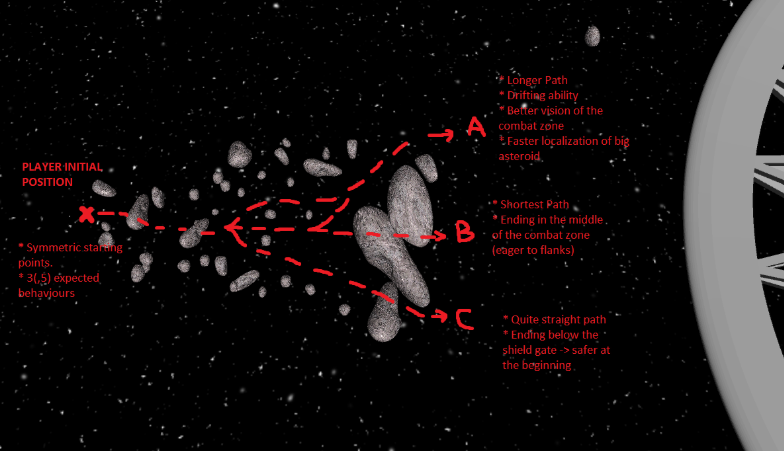 PLAYER INITIAL
POSITION
X
* Symmetric starting
points.
* 3(,5) expected
behaviours
A
* Longer Path
* Drifting ability
* Better vision of the
combat zone
* Faster localization of big
asteroid
B
* Shortest Path
* Ending in the middle
of the combat zone
(eager to flanks)
C
* Quite straight path
* Ending below the
shield gate -> safer at
the beginning